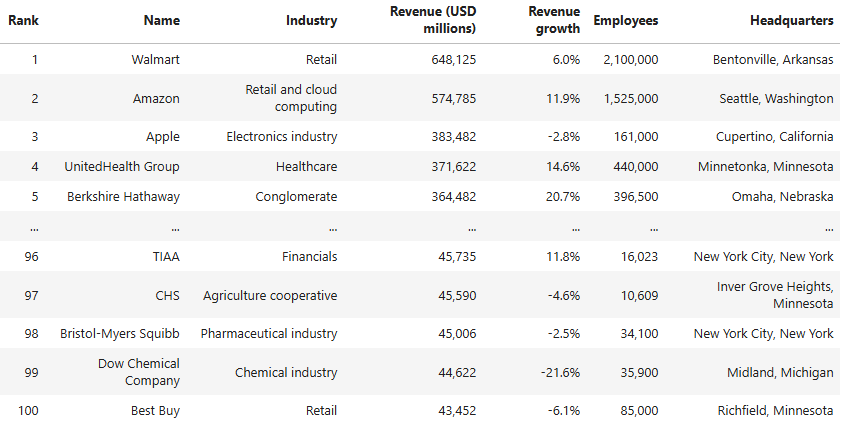 Rank Name Industry Revenue (USD millions) Revenue growth Employees Headquarters
1 Walmart Retail 648,125 6.0% 2,100,000 Bentonville, Arkansas
2 Amazon Retail and cloud computing 574,785 11.9% 1,525,000 Seattle, Washington
3 Apple Electronics industry 383,482 -2.8% 161,000 Cupertino, California
4 UnitedHealth Group Healthcare 371,622 14.6% 440,000 Minnetonka, Minnesota
5 Berkshire Hathaway Conglomerate 364,482 20.7% 396,500 Omaha, Nebraska
... ... ... ... ... ... ...
96 TIAA Financials 45,735 11.8% 16,023 New York City, New York
97 CHS Agriculture cooperative 45,590 -4.6% 10,609 Inver Grove Heights, Minnesota
98 Bristol-Myers Squibb Pharmaceutical industry 45,006 -2.5% 34,100 New York City, New York
99 Dow Chemical Company Chemical industry 44,622 -21.6% 35,900 Midland, Michigan
100 Best Buy Retail 43,452 -6.1% 85,000 Richfield, Minnesota